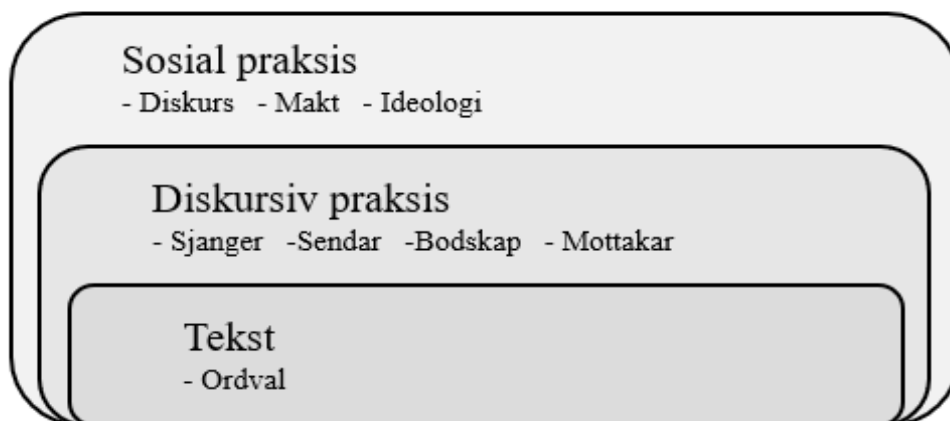 Sosial praksis
- Diskurs - Makt - Ideologi
Diskursiv praksis
- Sjanger -Sendar -Bodskap - Mottakar
Tekst
- Ordval